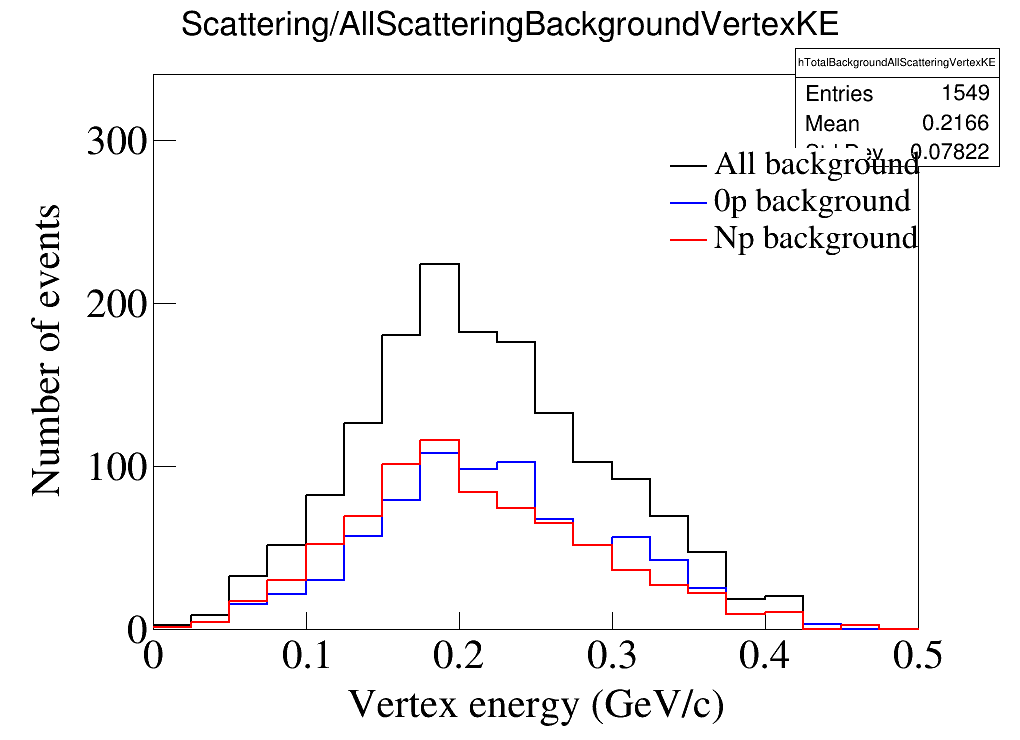 Scattering/AllScatteringBackgroundVertexKE
hTotalBackgroundAllScatteringVertexKE
Entries 1549
Mean 0.2166
0.07822
All background
0p background
Np background
Number of events
300
200
100
0
0 0.1 0.2 0.3 0.4 0.5
Vertex energy (GeV/c)